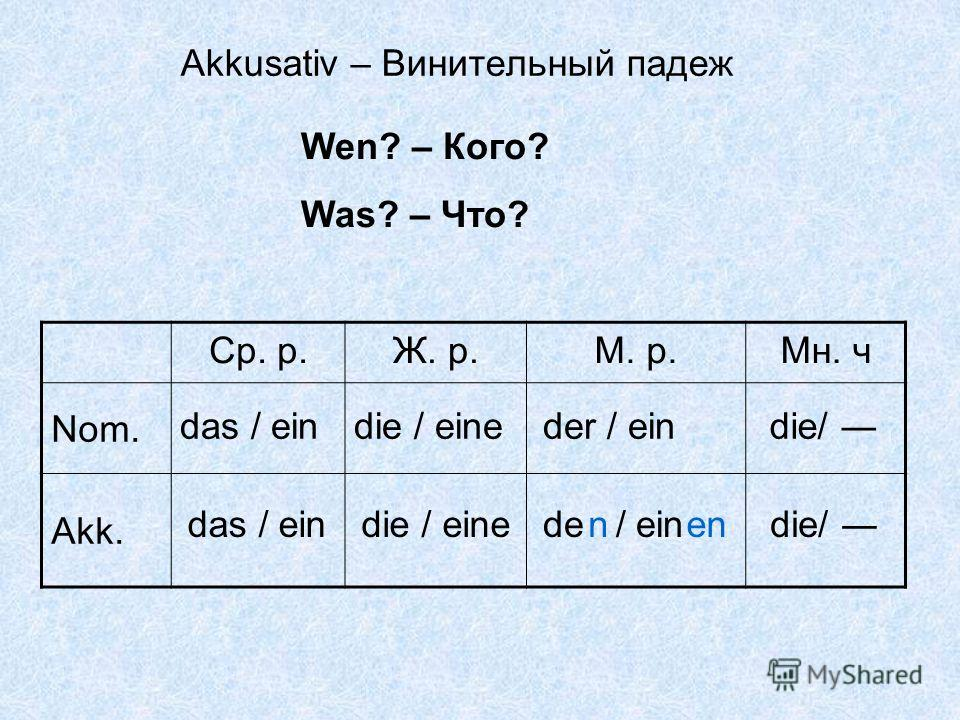 Akkusativ – Винительный падеж
Wen? – Кого?
Was? – Что?
Ср. р. Ж. р. М. р. Мн. ч
Nom. das / ein die / eine der / ein die/ —
Akk. das / ein die / eine den / einen die/ —
MyShared